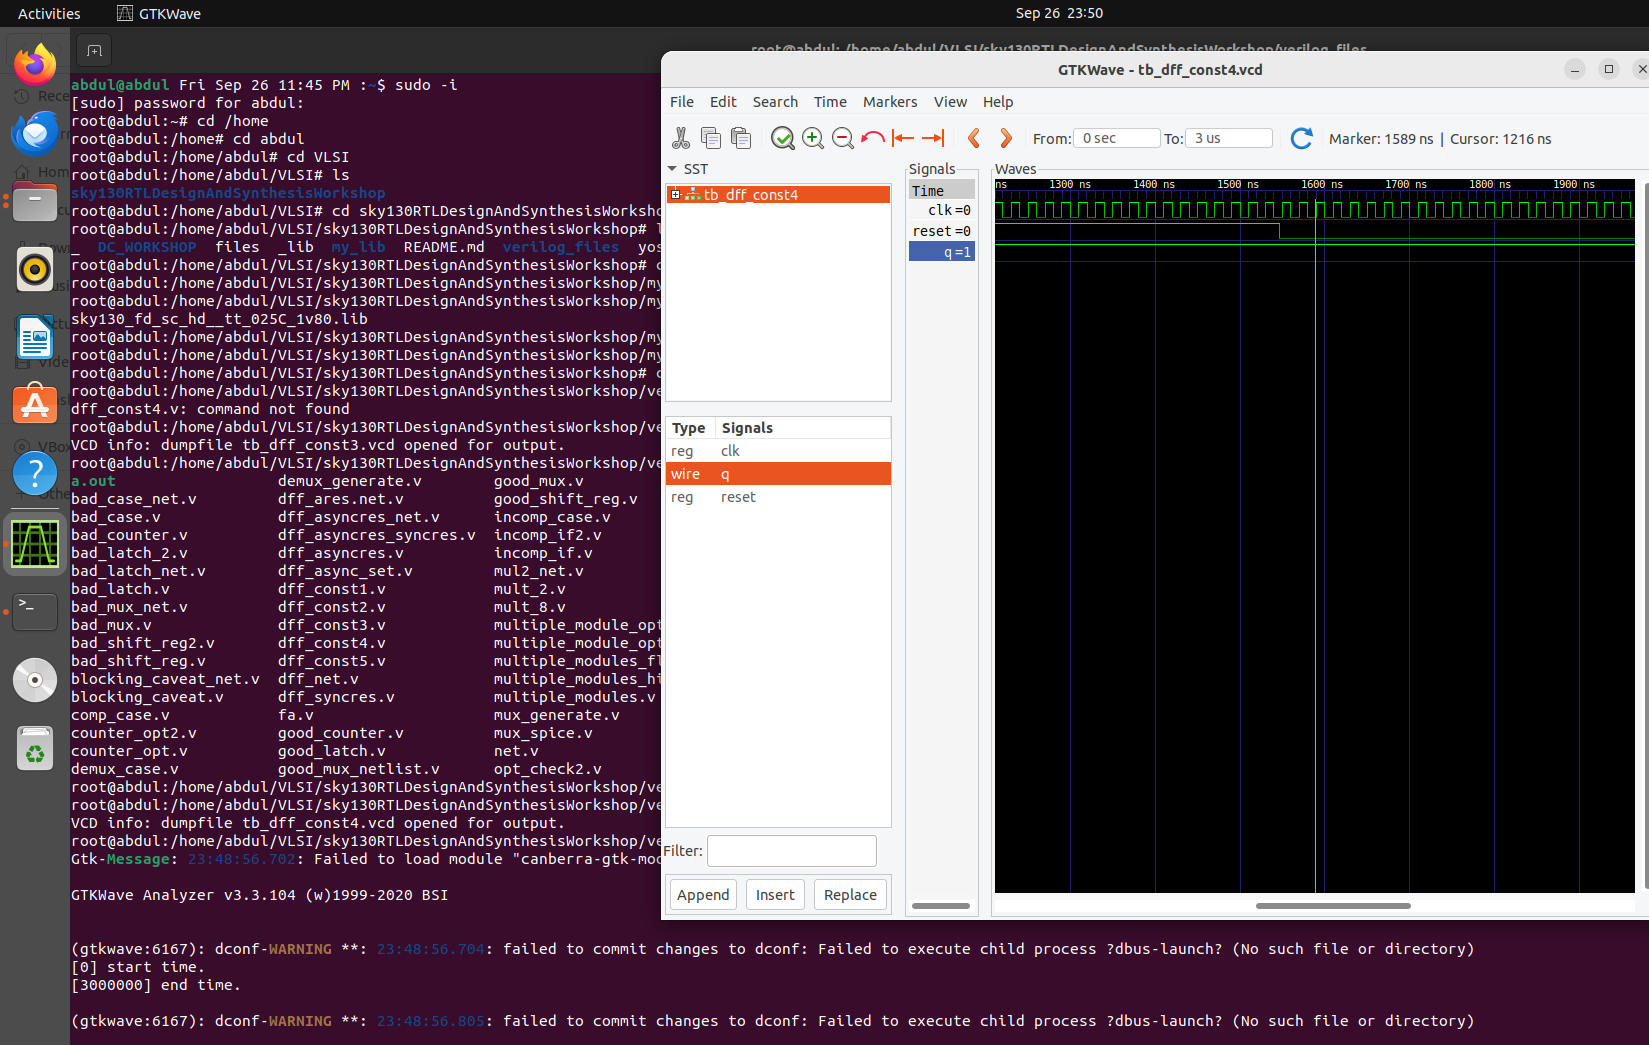 Activities
GTKWave
Sep 26 23:50
root@abdul: /home/abdul/VLSI/sky130RTLDesignAndSynthesisWorkshop/verilog_files
abdul@abdul Fri Sep 26 11:45 PM :~$ sudo -i
[sudo] password for abdul:
root@abdul:~# cd /home
root@abdul:/home# cd abdul
root@abdul:/home/abdul# cd VLSI
root@abdul:/home/abdul/VLSI# ls
sky130RTLDesignAndSynthesisWorkshop
root@abdul:/home/abdul/VLSI# cd sky130RTLDesignAndSynthesisWorksho
root@abdul:/home/abdul/VLSI/sky130RTLDesignAndSynthesisWorkshop# l
_  DC_WORKSHOP  files  _lib  my_lib  README.md  verilog_files  yos
root@abdul:/home/abdul/VLSI/sky130RTLDesignAndSynthesisWorkshop# c
root@abdul:/home/abdul/VLSI/sky130RTLDesignAndSynthesisWorkshop/my
root@abdul:/home/abdul/VLSI/sky130RTLDesignAndSynthesisWorkshop/my
sky130_fd_sc_hd__tt_025C_1v80.lib
root@abdul:/home/abdul/VLSI/sky130RTLDesignAndSynthesisWorkshop/my
root@abdul:/home/abdul/VLSI/sky130RTLDesignAndSynthesisWorkshop/my
root@abdul:/home/abdul/VLSI/sky130RTLDesignAndSynthesisWorkshop# c
root@abdul:/home/abdul/VLSI/sky130RTLDesignAndSynthesisWorkshop/ve
dff_const4.v: command not found
root@abdul:/home/abdul/VLSI/sky130RTLDesignAndSynthesisWorkshop/ve
VCD info: dumpfile tb_dff_const3.vcd opened for output.
root@abdul:/home/abdul/VLSI/sky130RTLDesignAndSynthesisWorkshop/ve
a.out demux_generate.v good_mux.v
bad_case_net.v dff_ares.net.v good_shift_reg.v
bad_case.v dff_asyncres_net.v incomp_case.v
bad_counter.v dff_asyncres_syncres.v incomp_if2.v
bad_latch_2.v dff_asyncres.v incomp_if.v
bad_latch_net.v dff_async_set.v mul2_net.v
bad_latch.v dff_const1.v mult_2.v
bad_mux_net.v dff_const2.v mult_8.v
bad_mux.v dff_const3.v multiple_module_opt
bad_shift_reg2.v dff_const4.v multiple_module_opt
bad_shift_reg.v dff_const5.v multiple_modules_fl
blocking_caveat_net.v dff_net.v multiple_modules_hi
blocking_caveat.v dff_syncres.v multiple_modules.v
comp_case.v fa.v mux_generate.v
counter_opt2.v good_counter.v mux_spice.v
counter_opt.v good_latch.v net.v
demux_case.v good_mux_netlist.v opt_check2.v
root@abdul:/home/abdul/VLSI/sky130RTLDesignAndSynthesisWorkshop/ve
root@abdul:/home/abdul/VLSI/sky130RTLDesignAndSynthesisWorkshop/ve
VCD info: dumpfile tb_dff_const4.vcd opened for output.
root@abdul:/home/abdul/VLSI/sky130RTLDesignAndSynthesisWorkshop/ve
Gtk-Message: 23:48:56.702: Failed to load module "canberra-gtk-mod
GTKWave Analyzer v3.3.104 (w)1999-2020 BSI
(gtkwave:6167): dconf-WARNING **: 23:48:56.704: failed to commit changes to dconf: Failed to execute child process ?dbus-launch? (No such file or directory)
[0] start time.
[3000000] end time.
(gtkwave:6167): dconf-WARNING **: 23:48:56.805: failed to commit changes to dconf: Failed to execute child process ?dbus-launch? (No such file or directory)
GTKWave - tb_dff_const4.vcd
File Edit Search Time Markers View Help
From: 0 sec To: 3 us Marker: 1589 ns | Cursor: 1216 ns
SST
tb_dff_const4
Type Signals
reg clk
wire q
reg reset
Filter:
Append Insert Replace
Signals
Time
clk=0
reset=0
q=1
Waves
ns 1300 ns 1400 ns 1500 ns 1600 ns 1700 ns 1800 ns 1900 ns